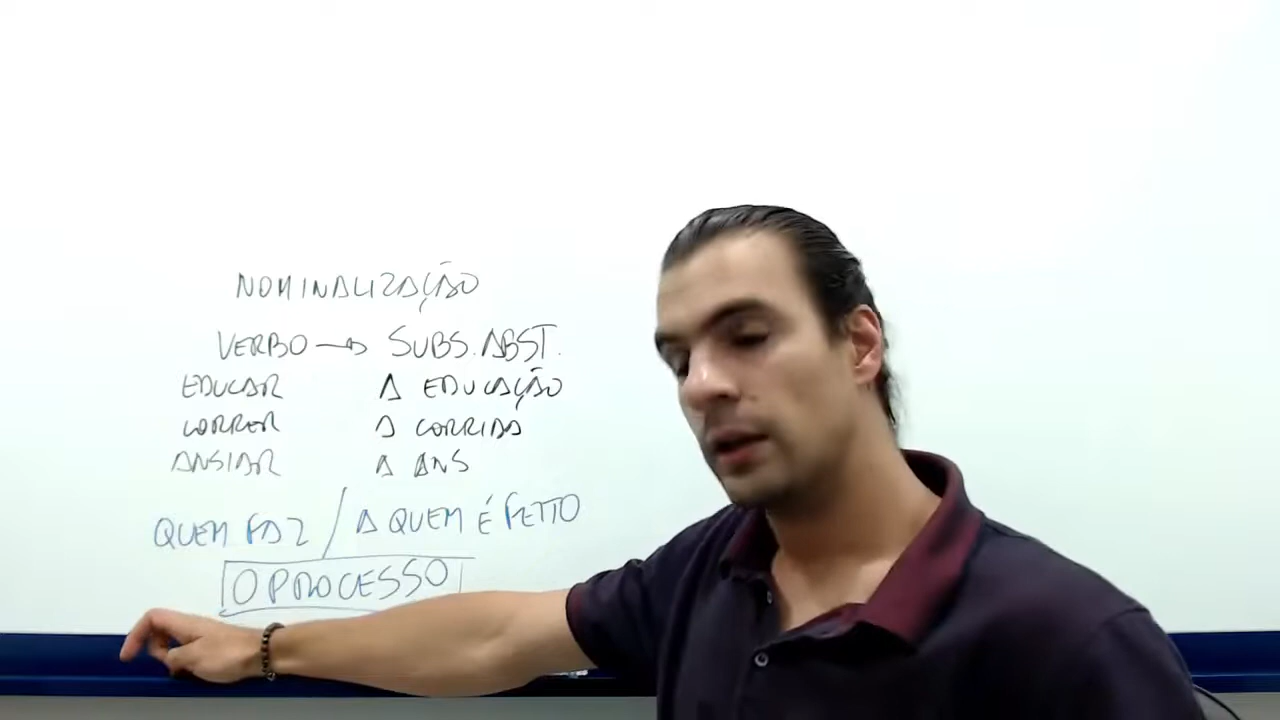 NOMINALIZAÇÃO
VERBO → SUBS. ABST.
EDUCAR A EDUCAÇÃO
CORRER A CORRIDA
ANSIAR A ANS
QUEM FAZ / A QUEM É FEITO
O PROCESSO